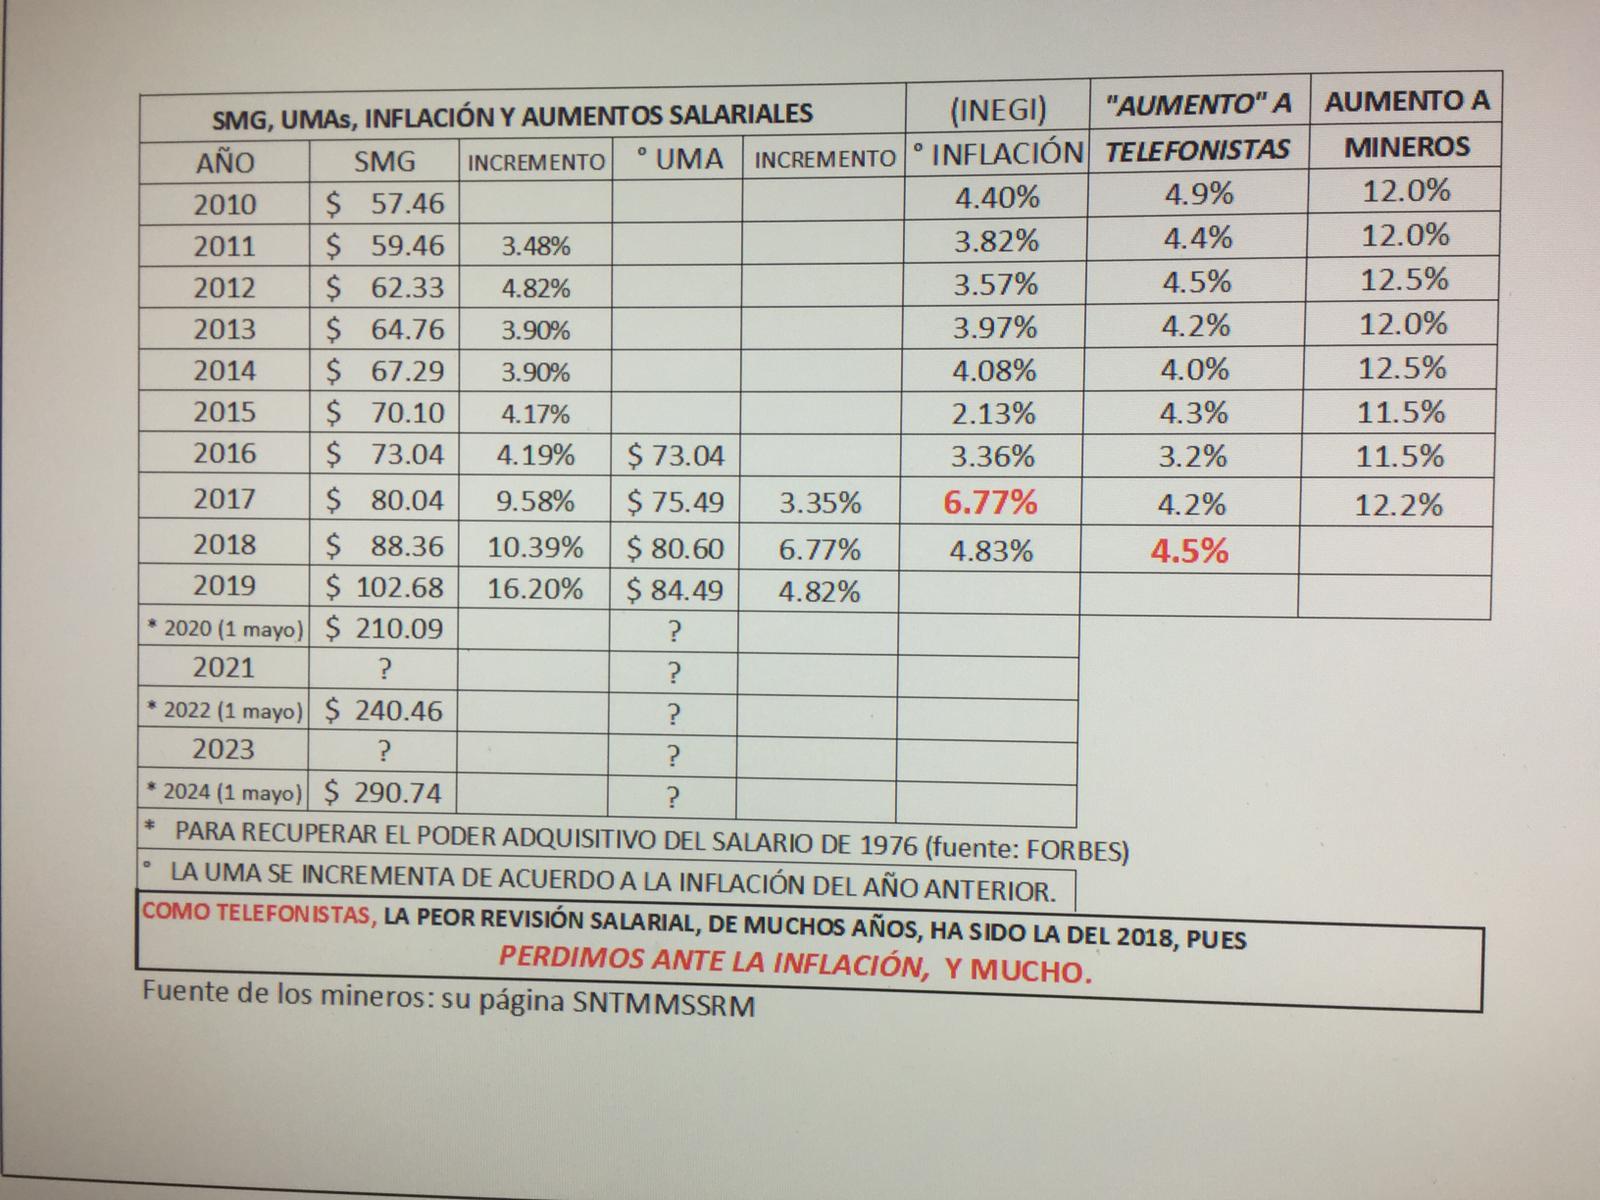 SMG, UMAs, INFLACIÓN Y AUMENTOS SALARIALES (INEGI) "AUMENTO" A AUMENTO A
AÑO SMG INCREMENTO ° UMA INCREMENTO ° INFLACIÓN TELEFONISTAS MINEROS
2010 $ 57.46 4.40% 4.9% 12.0%
2011 $ 59.46 3.48% 3.82% 4.4% 12.0%
2012 $ 62.33 4.82% 3.57% 4.5% 12.5%
2013 $ 64.76 3.90% 3.97% 4.2% 12.0%
2014 $ 67.29 3.90% 4.08% 4.0% 12.5%
2015 $ 70.10 4.17% 2.13% 4.3% 11.5%
2016 $ 73.04 4.19% $ 73.04 3.36% 3.2% 11.5%
2017 $ 80.04 9.58% $ 75.49 3.35% 6.77% 4.2% 12.2%
2018 $ 88.36 10.39% $ 80.60 6.77% 4.83% 4.5%
2019 $ 102.68 16.20% $ 84.49 4.82%
* 2020 (1 mayo) $ 210.09 ?
2021 ? ?
* 2022 (1 mayo) $ 240.46 ?
2023 ? ?
* 2024 (1 mayo) $ 290.74 ?
* PARA RECUPERAR EL PODER ADQUISITIVO DEL SALARIO DE 1976 (fuente: FORBES)
° LA UMA SE INCREMENTA DE ACUERDO A LA INFLACIÓN DEL AÑO ANTERIOR.
COMO TELEFONISTAS, LA PEOR REVISIÓN SALARIAL, DE MUCHOS AÑOS, HA SIDO LA DEL 2018, PUES
PERDIMOS ANTE LA INFLACIÓN, Y MUCHO.
Fuente de los mineros: su página SNTMMSSRM